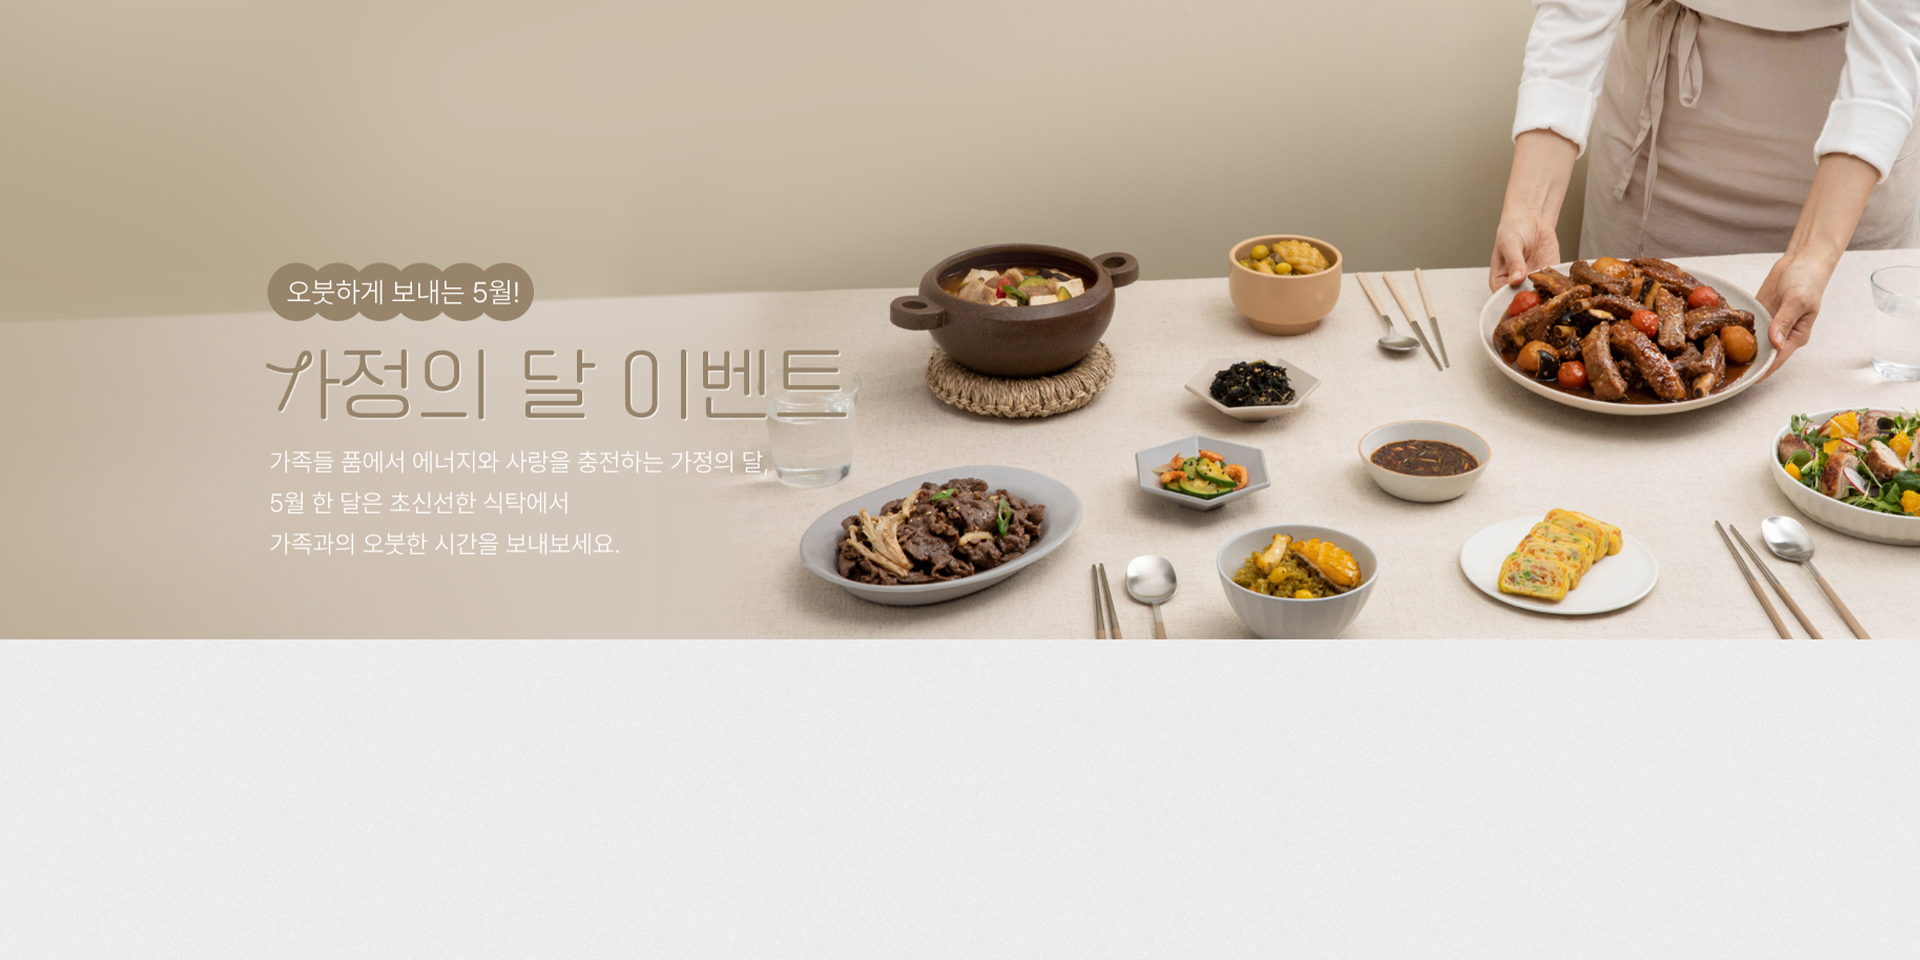 오붓하게 보내는 5월!
가정의 달 이벤트
가족들 품에서 에너지와 사랑을 충전하는 가정의 달,
5월 한 달은 초신선한 식탁에서
가족과의 오붓한 시간을 보내보세요.